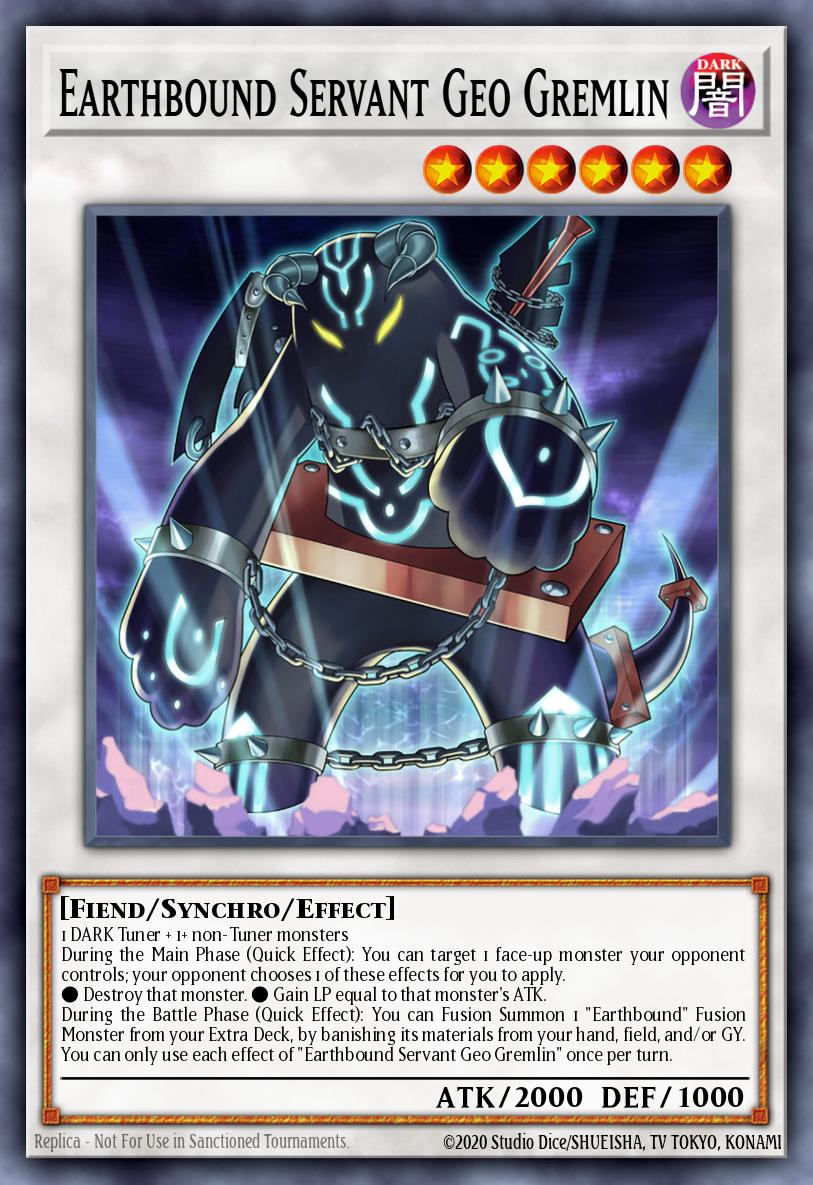 Earthbound Servant Geo Gremlin
DARK
闇
[Fiend/Synchro/Effect]
1 DARK Tuner + 1+ non-Tuner monsters
During the Main Phase (Quick Effect): You can target 1 face-up monster your opponent
controls; your opponent chooses 1 of these effects for you to apply.
● Destroy that monster. ● Gain LP equal to that monster's ATK.
During the Battle Phase (Quick Effect): You can Fusion Summon 1 "Earthbound" Fusion
Monster from your Extra Deck, by banishing its materials from your hand, field, and/or GY.
You can only use each effect of "Earthbound Servant Geo Gremlin" once per turn.
ATK/2000 DEF/1000
Replica - Not For Use in Sanctioned Tournaments.
©2020 Studio Dice/SHUEISHA, TV TOKYO, KONAMI